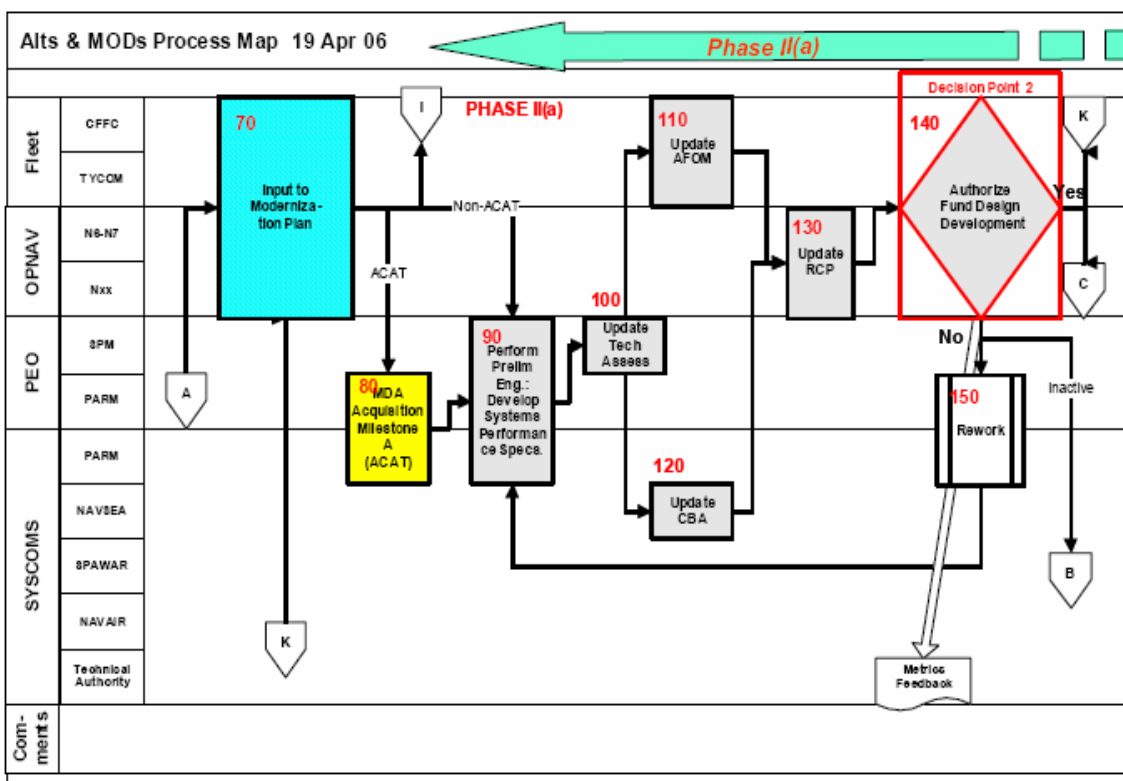 Alts & MODs Process Map 19 Apr 06
Phase II(a)
PHASE II(a)
Decision Point 2
Fleet
CFFC
TYCOM
OPNAV
N6-N7
Nxx
PEO
SPM
PARM
SYSCOMS
PARM
NAVSEA
SPAWAR
NAVAIR
Technical
Authority
Com-
ments
A
70
Input to
Moderniza-
tion Plan
K
I
Non-ACAT
ACAT
80
MDA
Acquisition
Milestone
A
(ACAT)
90
Perform
Prelim
Eng.:
Develop
Systems
Performan
ce Specs.
100
Update
Tech
Assess
110
Update
AFOM
120
Update
CBA
130
Update
RCP
140
Authorize
Fund Design
Development
Yes
K
C
No
Inactive
150
Rework
B
Metrics
Feedback